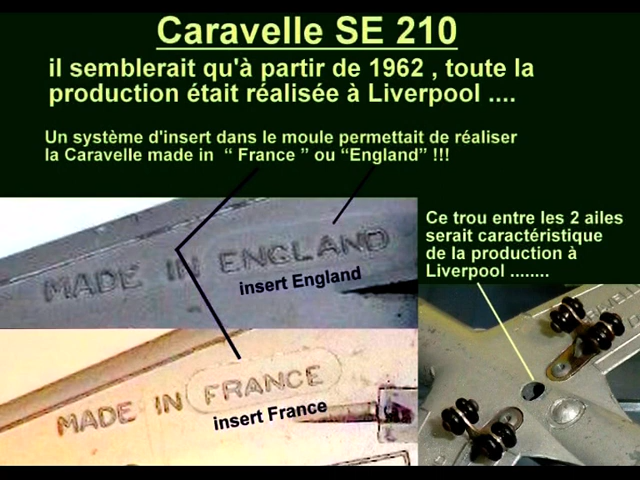 Caravelle SE 210
il semblerait qu'à partir de 1962 , toute la
production était réalisée à Liverpool ....
Un système d'insert dans le moule permettait de réaliser
la Caravelle made in “ France ” ou “England” !!!
MADE IN ENGLAND
insert England
MADE IN FRANCE
insert France
Ce trou entre les 2 ailes
serait caractéristique
de la production à
Liverpool ........